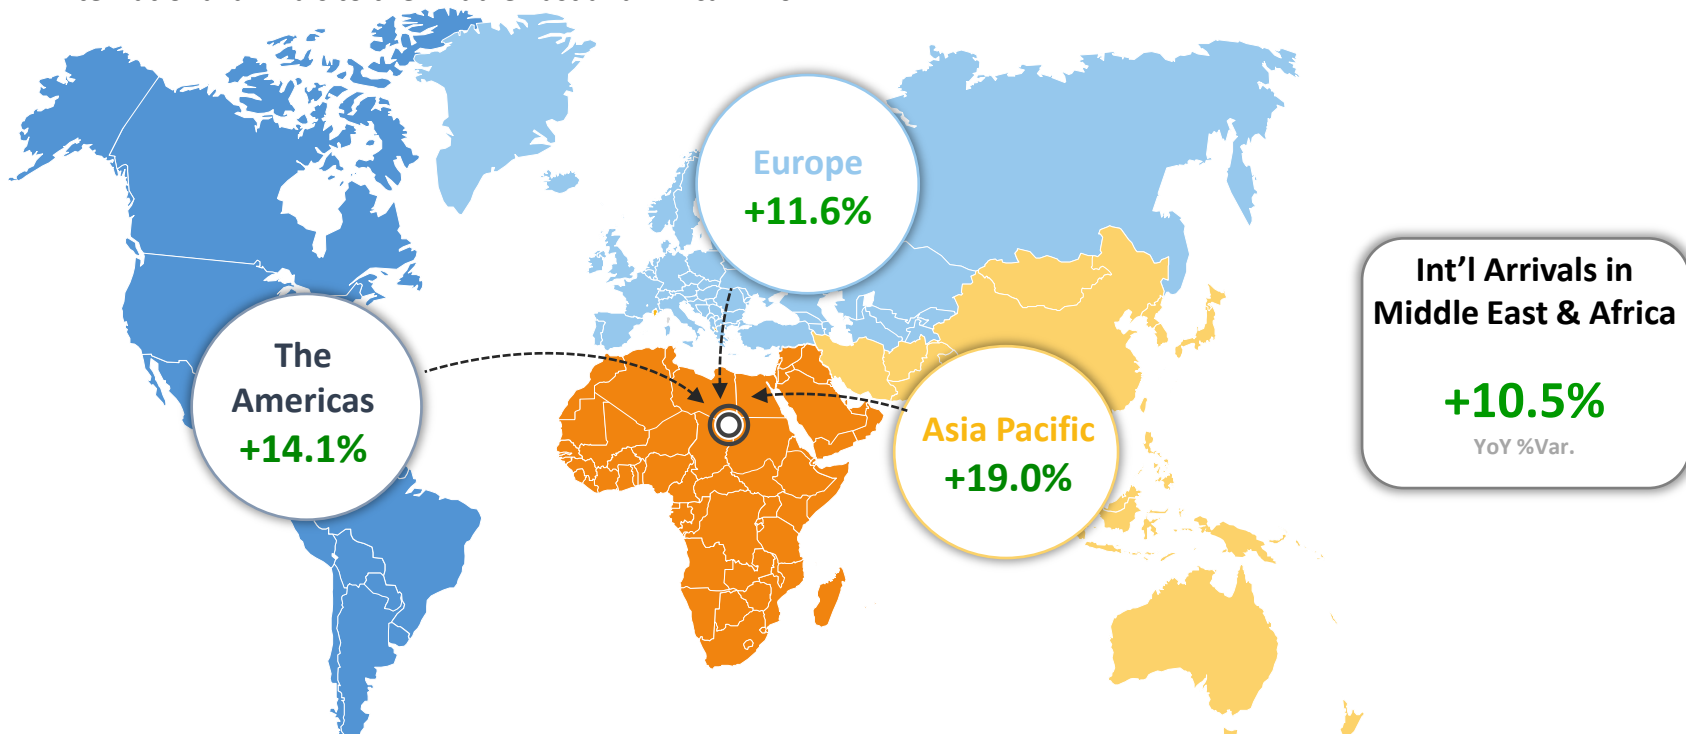 Europe
+11.6%
The
Americas
+14.1%
Asia Pacific
+19.0%
Int'l Arrivals in
Middle East & Africa
+10.5%
YoY %Var.